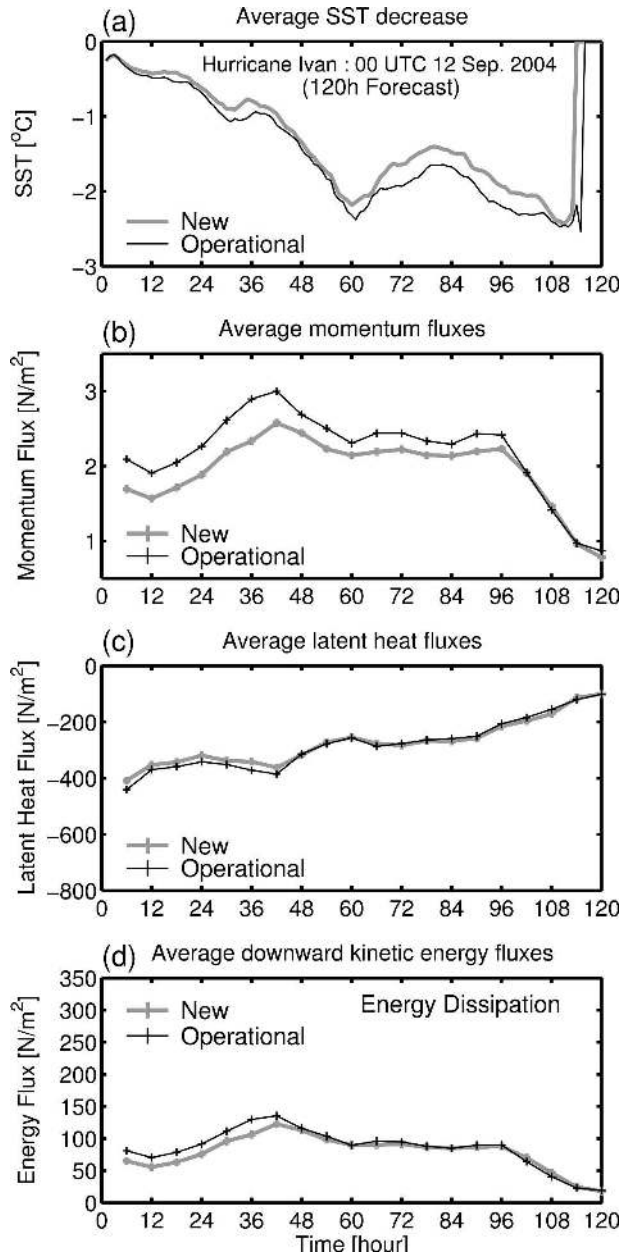 (a) Average SST decrease
Hurricane Ivan : 00 UTC 12 Sep. 2004
(120h Forecast)
SST [°C]
0
−1
−2
−3
New
Operational
0 12 24 36 48 60 72 84 96 108 120
(b) Average momentum fluxes
Momentum Flux [N/m²]
3
2
1
New
Operational
0 12 24 36 48 60 72 84 96 108 120
(c) Average latent heat fluxes
Latent Heat Flux [N/m²]
0
−200
−400
−600
−800
New
Operational
0 12 24 36 48 60 72 84 96 108 120
(d) Average downward kinetic energy fluxes
Energy Flux [N/m²]
350
300
250
200
150
100
50
0
New
Operational
Energy Dissipation
0 12 24 36 48 60 72 84 96 108 120
Time [hour]